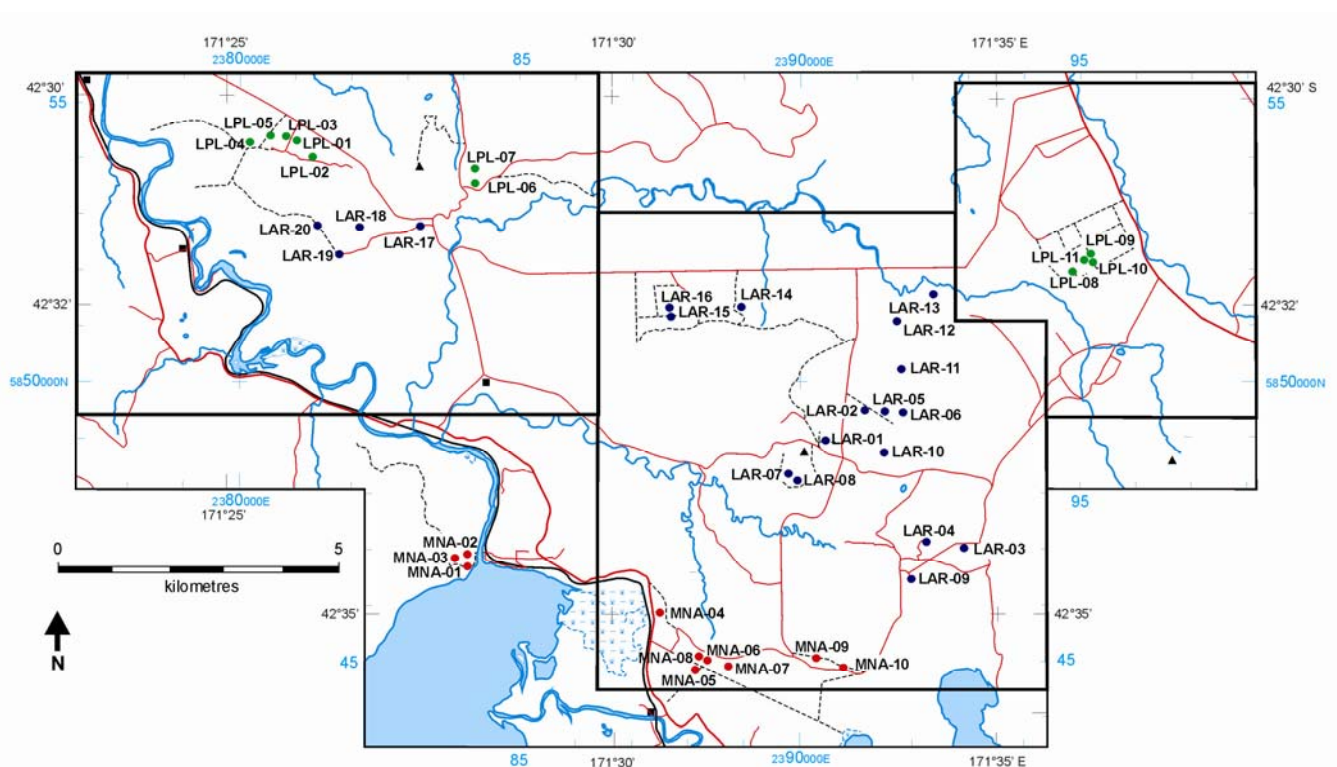 171°25'
171°30'
171°35' E
2380000E
85
2390000E
95
42°30'
42°30' S
55
55
LPL-05
LPL-03
LPL-04
LPL-01
LPL-02
LPL-07
LPL-06
LAR-18
LAR-20
LAR-17
LAR-19
LPL-09
LPL-11
LPL-10
LPL-08
42°32'
42°32'
LAR-16
LAR-14
LAR-15
LAR-13
LAR-12
5850000N
5850000N
LAR-11
LAR-02
LAR-05
LAR-06
LAR-01
LAR-10
LAR-07
LAR-08
2380000E
171°25'
95
0
5
kilometres
N
MNA-02
MNA-03
MNA-01
LAR-04
LAR-03
LAR-09
42°35'
42°35'
MNA-04
45
45
MNA-08
MNA-06
MNA-09
MNA-07
MNA-10
MNA-05
85
171°30'
2390000E
171°35' E